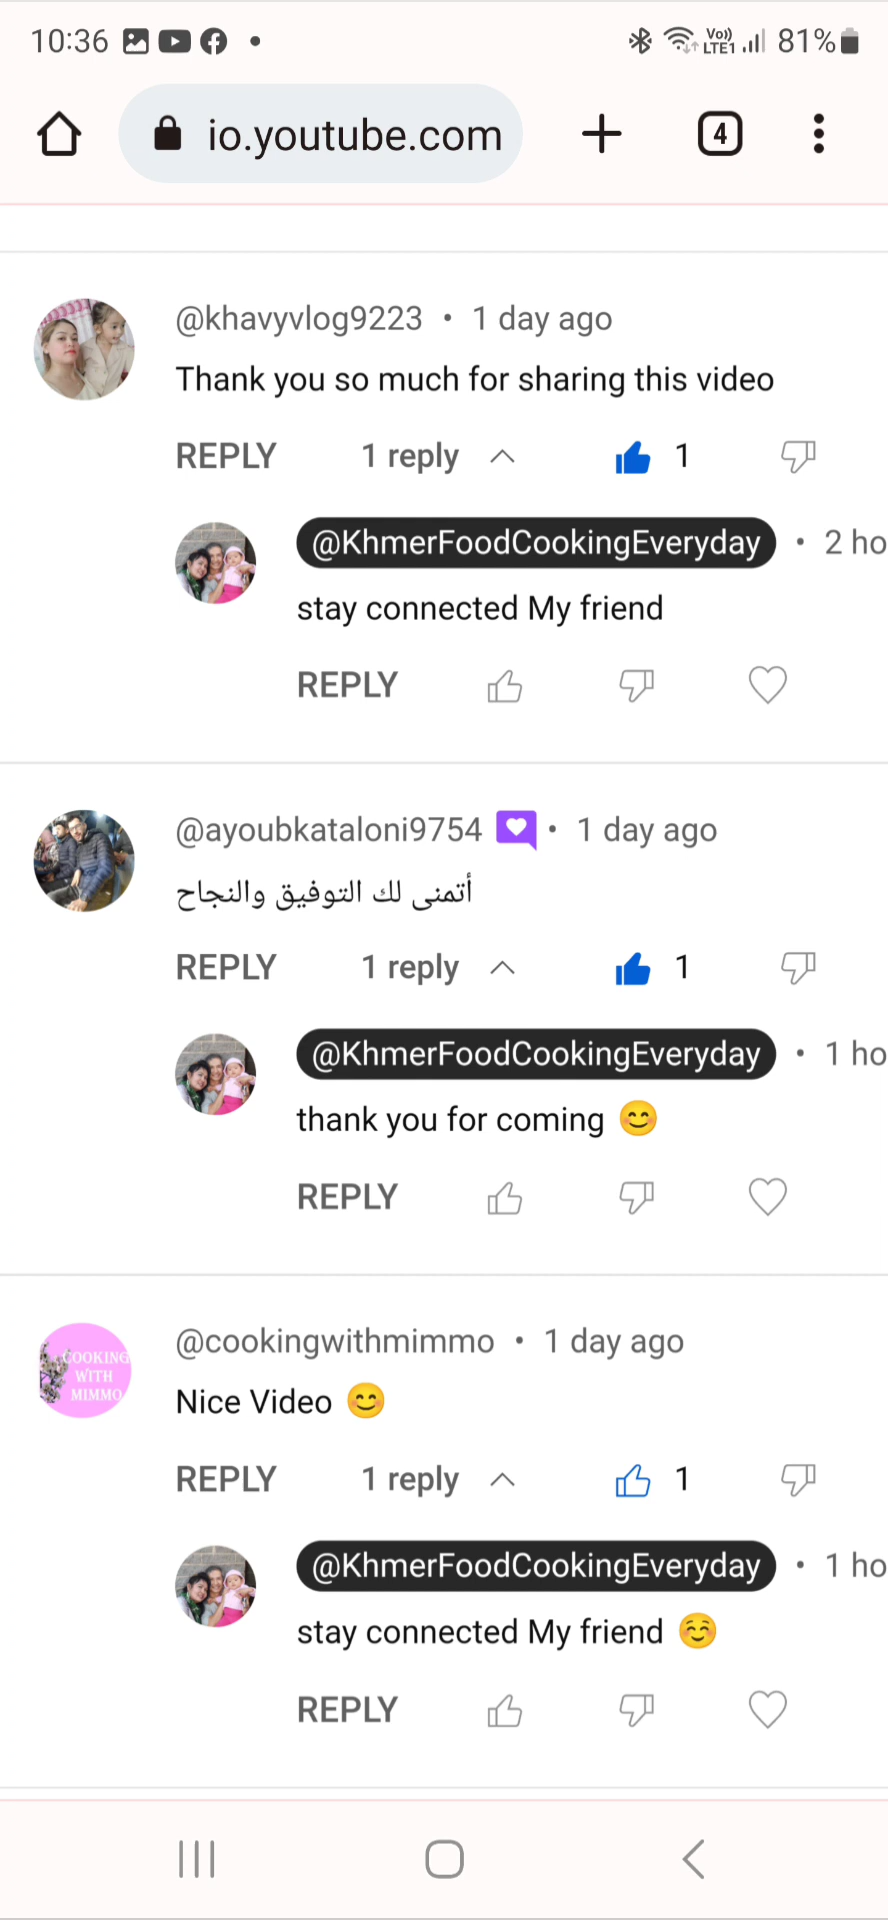 10:36
Vo)) LTE1 81%
io.youtube.com
4
@khavyvlog9223 • 1 day ago
Thank you so much for sharing this video
REPLY 1 reply 1
@KhmerFoodCookingEveryday • 2 ho
stay connected My friend
REPLY
@ayoubkataloni9754 • 1 day ago
أتمنى لك التوفيق والنجاح
REPLY 1 reply 1
@KhmerFoodCookingEveryday • 1 ho
thank you for coming 😊
REPLY
@cookingwithmimmo • 1 day ago
COOKING
WITH
MIMMO
Nice Video 😊
REPLY 1 reply 1
@KhmerFoodCookingEveryday • 1 ho
stay connected My friend ☺️
REPLY